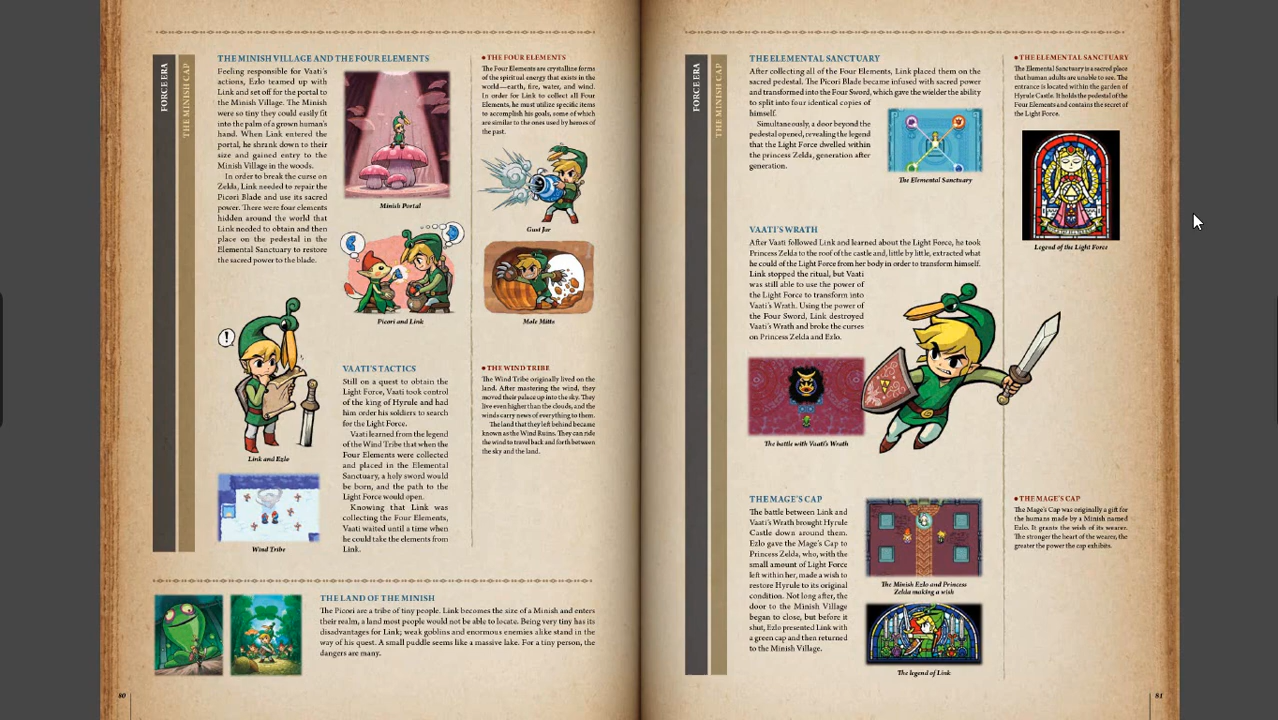 FORCE ERA
THE MINISH CAP
THE MINISH VILLAGE AND THE FOUR ELEMENTS
Feeling responsible for Vaati's
actions, Ezlo teamed up with
Link and set off for the portal to
the Minish Village. The Minish
were so tiny they could easily fit
into the palm of a grown human's
hand. When Link entered the
portal, he shrank down to their
size and gained entry to the
Minish Village in the woods.
In order to break the curse on
Zelda, Link needed to repair the
Picori Blade and use its sacred
power. There were four elements
hidden around the world that
Link needed to obtain and then
place on the pedestal in the
Elemental Sanctuary to restore
the sacred power to the blade.
Minish Portal
Picori and Link
!
Link and Ezlo
Wind Tribe
VAATI'S TACTICS
Still on a quest to obtain the
Light Force, Vaati took control
of the king of Hyrule and had
him order his soldiers to search
for the Light Force.
Vaati learned from the legend
of the Wind Tribe that when the
Four Elements were collected
and placed in the Elemental
Sanctuary, a holy sword would
be born, and the path to the
Light Force would open.
Knowing that Link was
collecting the Four Elements,
Vaati waited until a time when
he could take the elements from
Link.
THE FOUR ELEMENTS
The Four Elements are crystalline forms
of the spiritual energy that exists in the
world—earth, fire, water, and wind.
In order for Link to collect all Four
Elements, he must utilize specific items
to accomplish his goals, some of which
are similar to the ones used by heroes of
the past.
Gust Jar
Mole Mitts
THE WIND TRIBE
The Wind Tribe originally lived on the
land. After mastering the wind, they
moved their palace up into the sky. They
live even higher than the clouds, and the
winds carry news of everything to them.
The land that they left behind became
known as the Wind Ruins. They can ride
the wind to travel back and forth between
the sky and the land.
THE LAND OF THE MINISH
The Picori are a tribe of tiny people. Link becomes the size of a Minish and enters
their realm, a land most people would not be able to locate. Being very tiny has its
disadvantages for Link; weak goblins and enormous enemies alike stand in the
way of his quest. A small puddle seems like a massive lake. For a tiny person, the
dangers are many.
80
FORCE ERA
THE MINISH CAP
THE ELEMENTAL SANCTUARY
After collecting all of the Four Elements, Link placed them on the
sacred pedestal. The Picori Blade became infused with sacred power
and transformed into the Four Sword, which gave the wielder the ability
to split into four identical copies of
himself.
Simultaneously, a door beyond the
pedestal opened, revealing the legend
that the Light Force dwelled within
the princess Zelda, generation after
generation.
The Elemental Sanctuary
VAATI'S WRATH
After Vaati followed Link and learned about the Light Force, he took
Princess Zelda to the roof of the castle and, little by little, extracted what
he could of the Light Force from her body in order to transform himself.
Link stopped the ritual, but Vaati
was still able to use the power of
the Light Force to transform into
Vaati's Wrath. Using the power of
the Four Sword, Link destroyed
Vaati's Wrath and broke the curses
on Princess Zelda and Ezlo.
The battle with Vaati's Wrath
THE MAGE'S CAP
The battle between Link and
Vaati's Wrath brought Hyrule
Castle down around them.
Ezlo gave the Mage's Cap to
Princess Zelda, who, with the
small amount of Light Force
left within her, made a wish to
restore Hyrule to its original
condition. Not long after, the
door to the Minish Village
began to close, but before it
shut, Ezlo presented Link with
a green cap and then returned
to the Minish Village.
The Minish Ezlo and Princess
Zelda making a wish
The legend of Link
THE ELEMENTAL SANCTUARY
The Elemental Sanctuary is a sacred place
that human adults are unable to see. The
entrance is located within the garden of
Hyrule Castle. It holds the pedestal of the
Four Elements and contains the secret of
the Light Force.
Legend of the Light Force
THE MAGE'S CAP
The Mage's Cap was originally a gift for
the humans made by a Minish named
Ezlo. It grants the wish of its wearer.
The stronger the heart of the wearer, the
greater the power the cap exhibits.
81